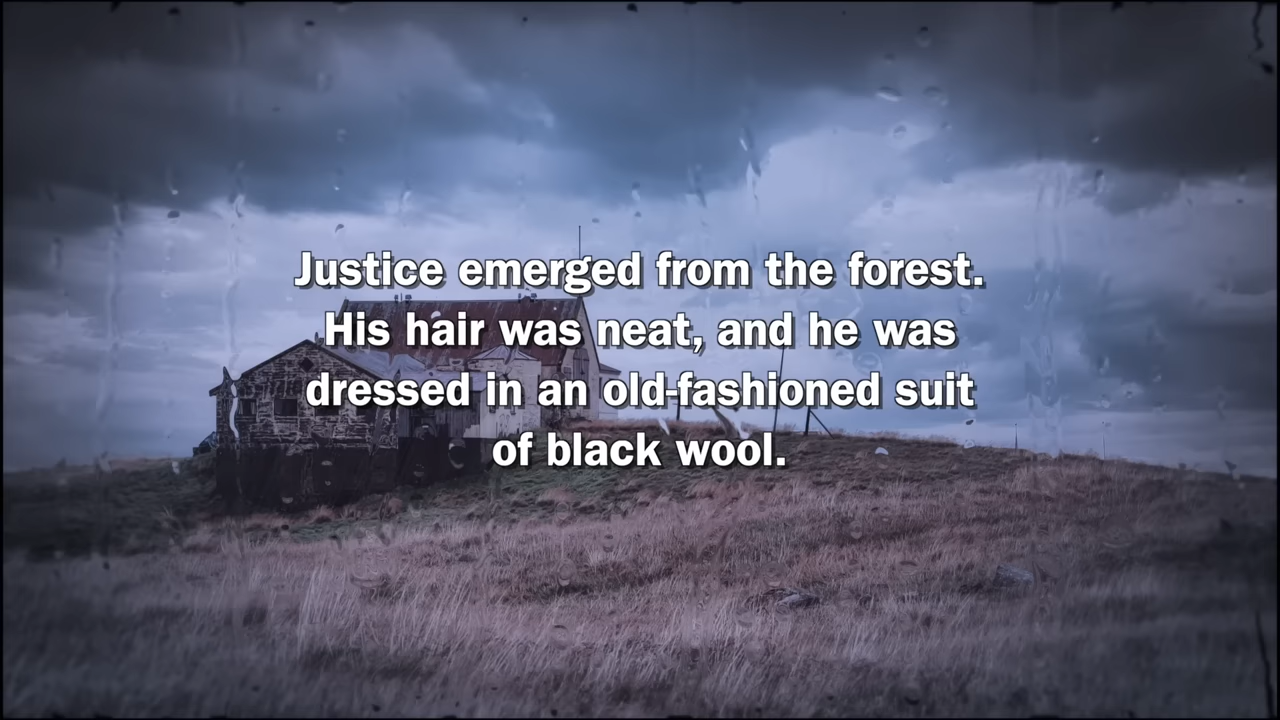 Justice emerged from the forest.
His hair was neat, and he was
dressed in an old-fashioned suit
of black wool.